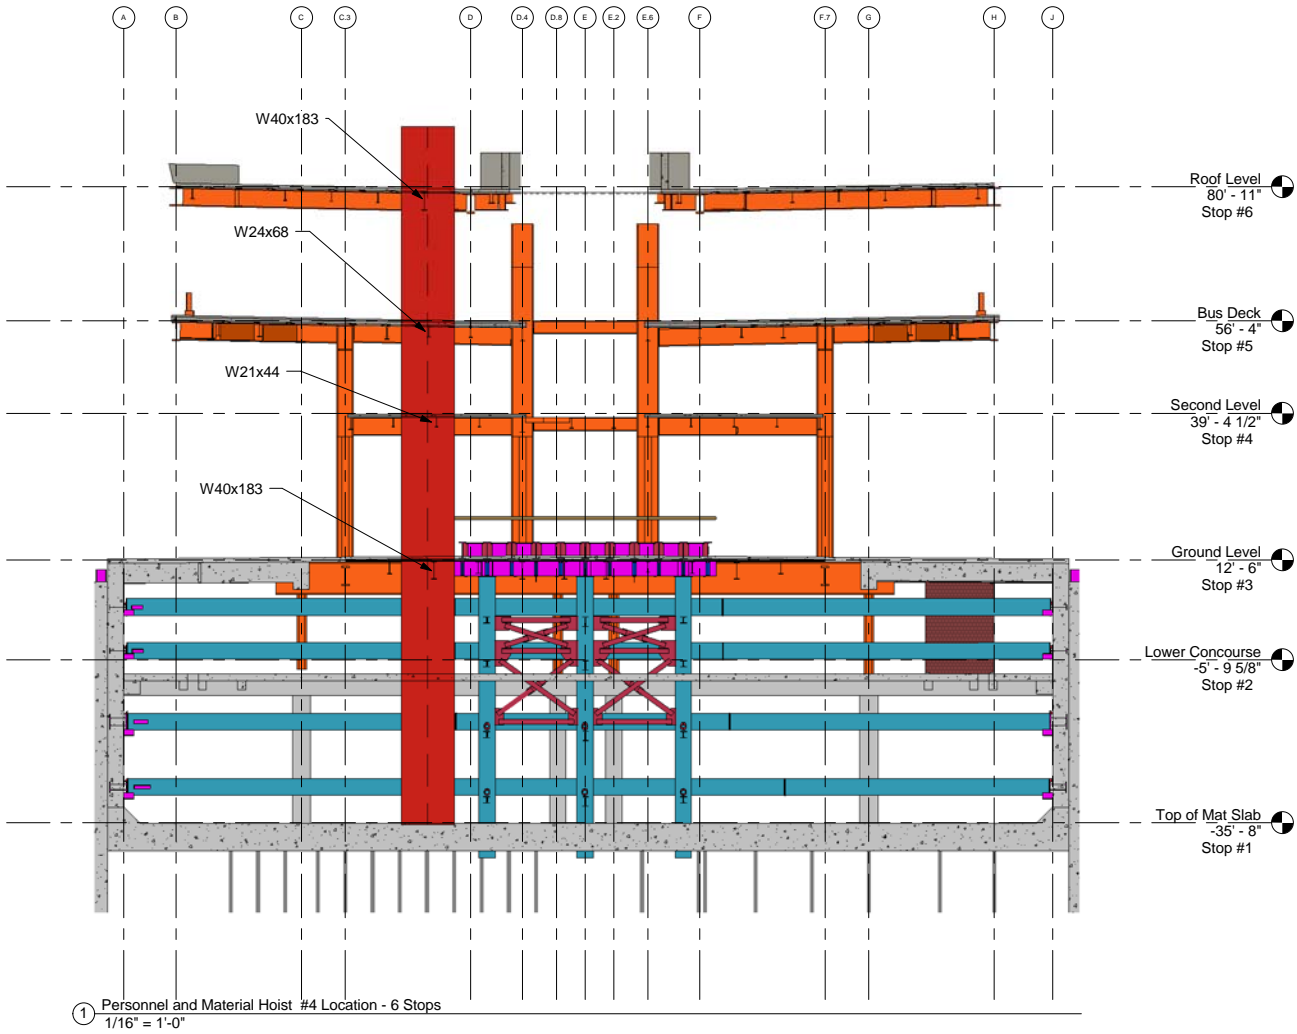 A B C C.3 D D.4 D.8 E E.2 E.6 F F.7 G H J
W40x183
Roof Level
80' - 11"
Stop #6
W24x68
Bus Deck
56' - 4"
Stop #5
W21x44
Second Level
39' - 4 1/2"
Stop #4
W40x183
Ground Level
12' - 6"
Stop #3
Lower Concourse
-5' - 9 5/8"
Stop #2
Top of Mat Slab
-35' - 8"
Stop #1
1 Personnel and Material Hoist #4 Location - 6 Stops
1/16" = 1'-0"